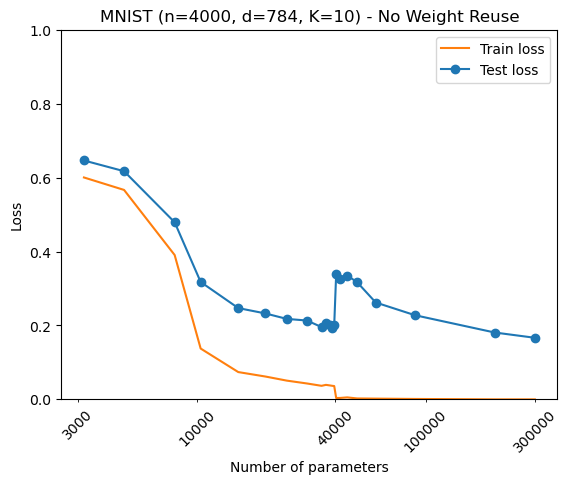 MNIST (n=4000, d=784, K=10) - No Weight Reuse
1.0
0.8
0.6
0.4
0.2
0.0
Loss
Train loss
Test loss
3000
10000
40000
100000
300000
Number of parameters